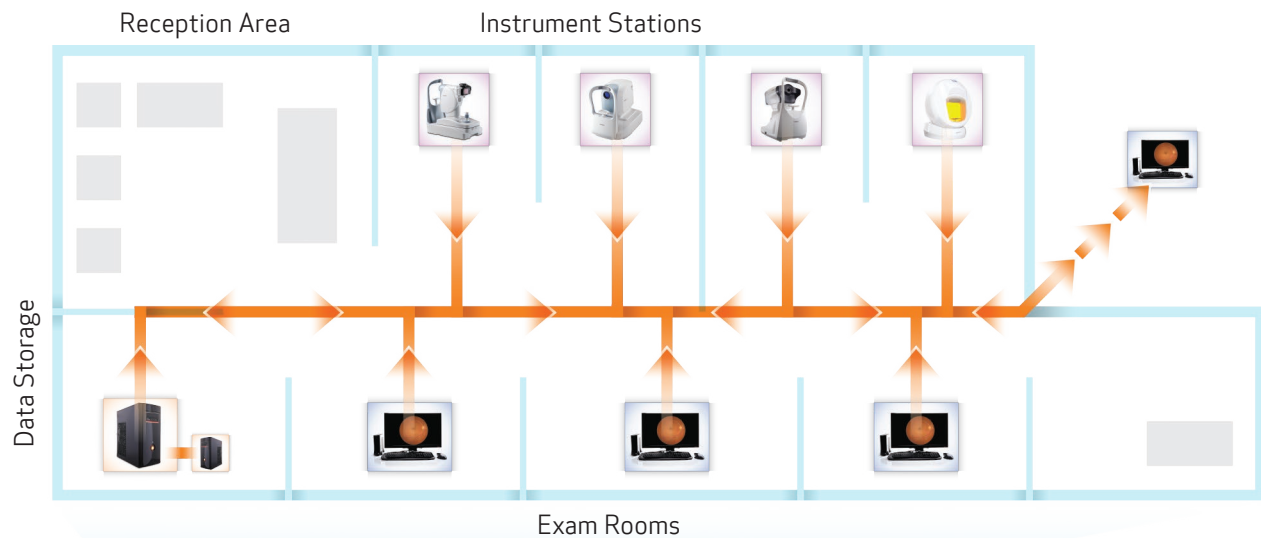 Reception Area
Instrument Stations
Data Storage
Exam Rooms